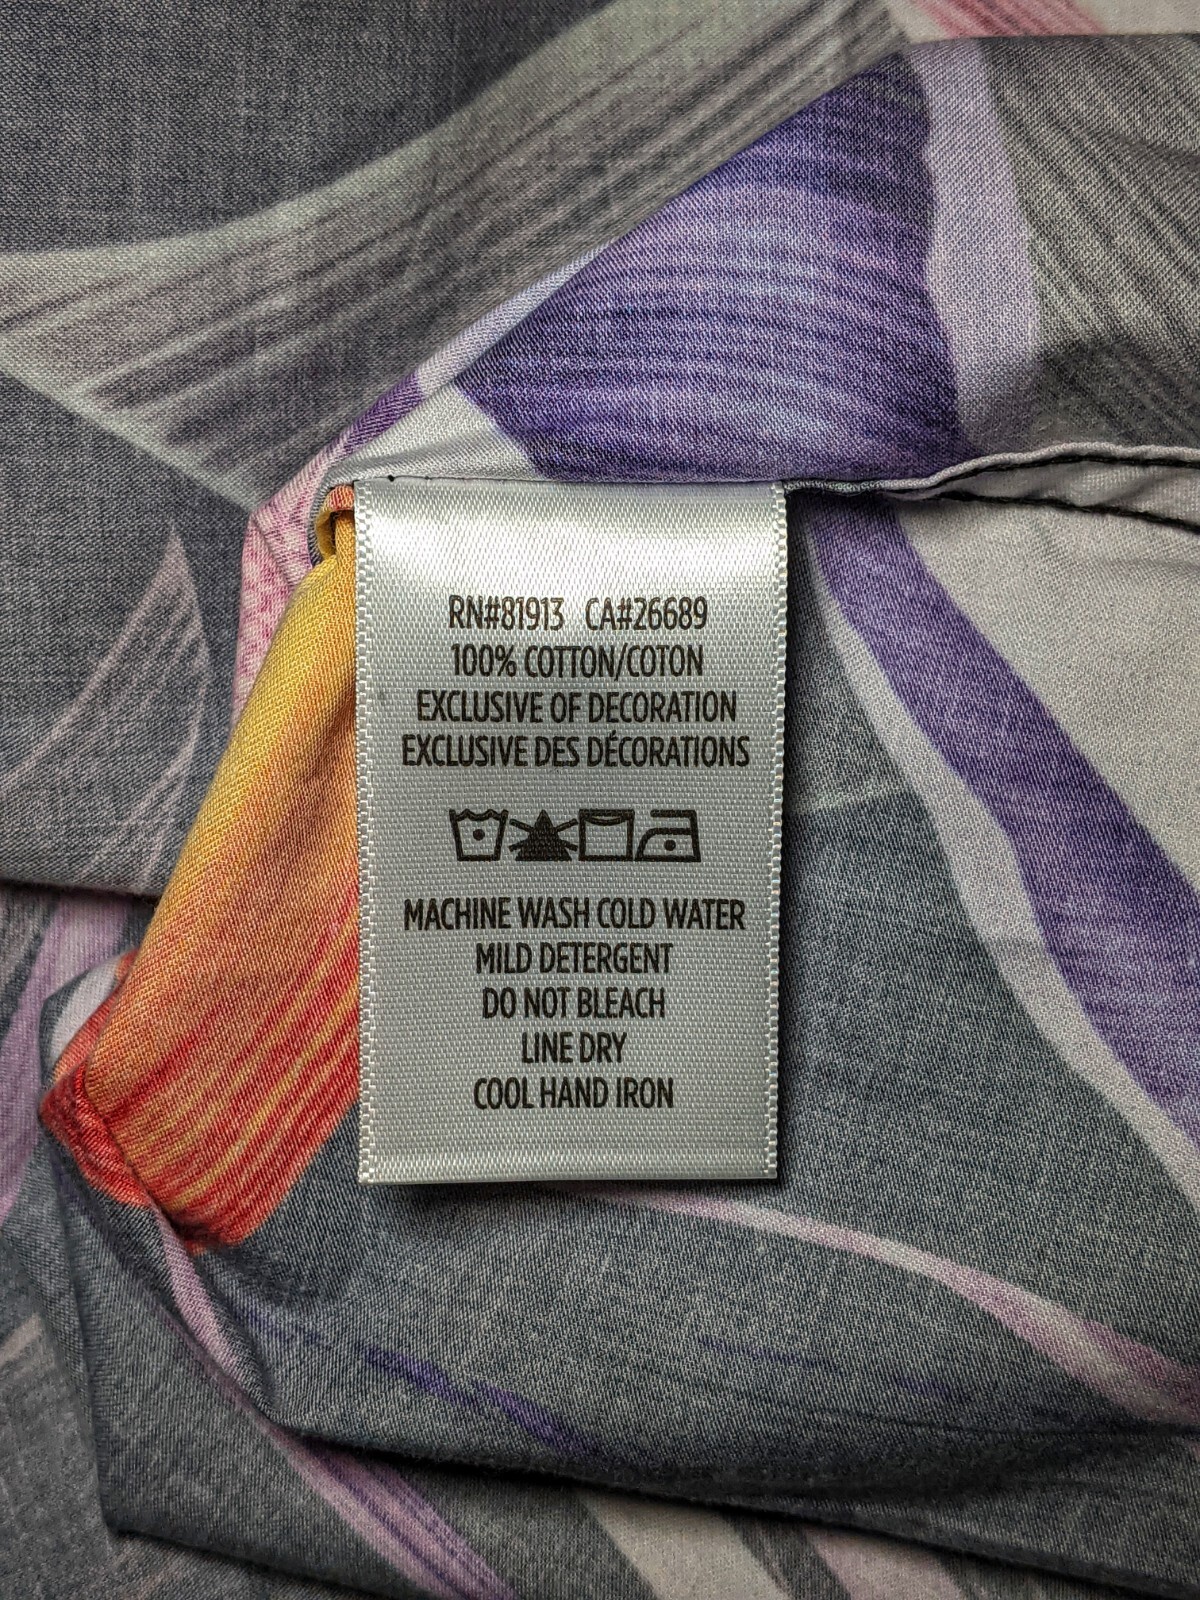 RN#81913 CA#26689
100% COTTON/COTON
EXCLUSIVE OF DECORATION
EXCLUSIVE DES DÉCORATIONS
MACHINE WASH COLD WATER
MILD DETERGENT
DO NOT BLEACH
LINE DRY
COOL HAND IRON